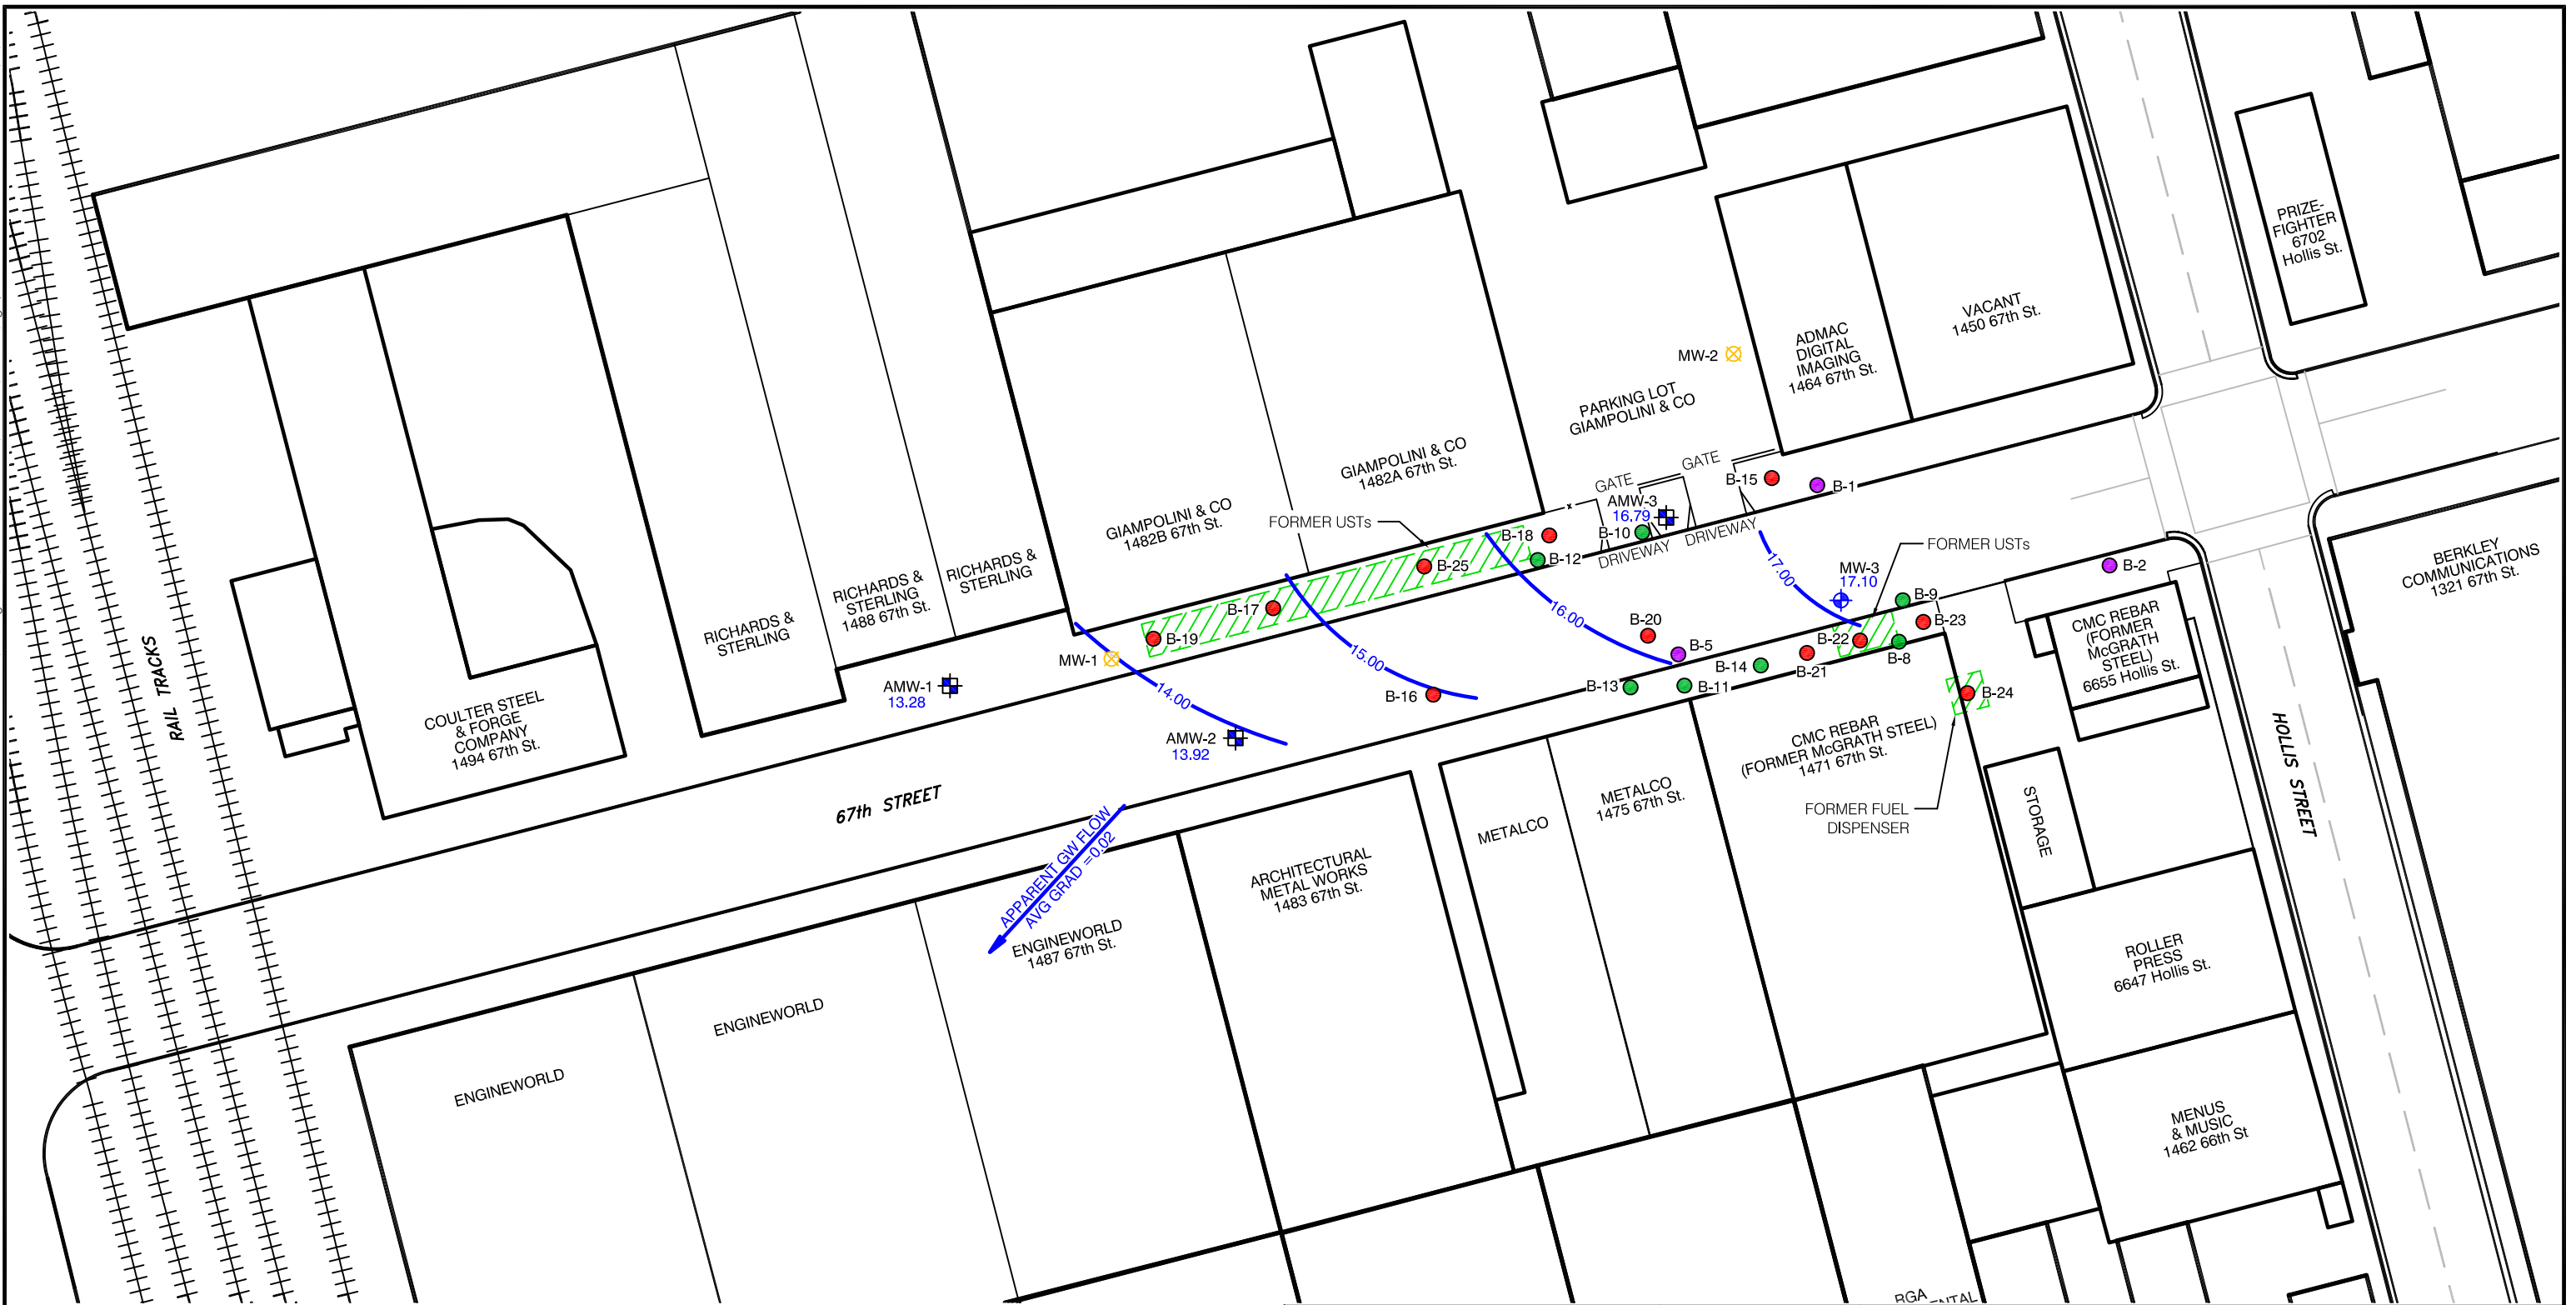 PRIZE-
FIGHTER
6702
Hollis St.
VACANT
1450 67th St.
ADMAC
DIGITAL
IMAGING
1464 67th St.
MW-2
PARKING LOT
GIAMPOLINI & CO
GIAMPOLINI & CO
1482A 67th St.
GIAMPOLINI & CO
1482B 67th St.
GATE
GATE
B-15
B-1
AMW-3
16.79
FORMER USTs
B-18
B-10
DRIVEWAY
DRIVEWAY
B-12
B-25
17.00
FORMER USTs
MW-3
17.10
B-9
B-2
BERKLEY
COMMUNICATIONS
1321 67th St.
RICHARDS &
STERLING
RICHARDS &
STERLING
1488 67th St.
RICHARDS &
STERLING
B-17
B-19
MW-1
16.00
15.00
14.00
B-20
B-5
B-23
B-22
B-8
B-14
B-21
B-13
B-11
B-16
B-24
CMC REBAR
(FORMER
McGRATH
STEEL)
6655 Hollis St.
AMW-1
13.28
AMW-2
13.92
RAIL TRACKS
COULTER STEEL
& FORGE
COMPANY
1494 67th St.
CMC REBAR
(FORMER McGRATH STEEL)
1471 67th St.
HOLLIS STREET
67th STREET
METALCO
METALCO
1475 67th St.
FORMER FUEL
DISPENSER
STORAGE
APPARENT GW FLOW
AVG GRAD =0.02
ARCHITECTURAL
METAL WORKS
1483 67th St.
ENGINEWORLD
1487 67th St.
ROLLER
PRESS
6647 Hollis St.
ENGINEWORLD
ENGINEWORLD
MENUS
& MUSIC
1462 66th St
RGA